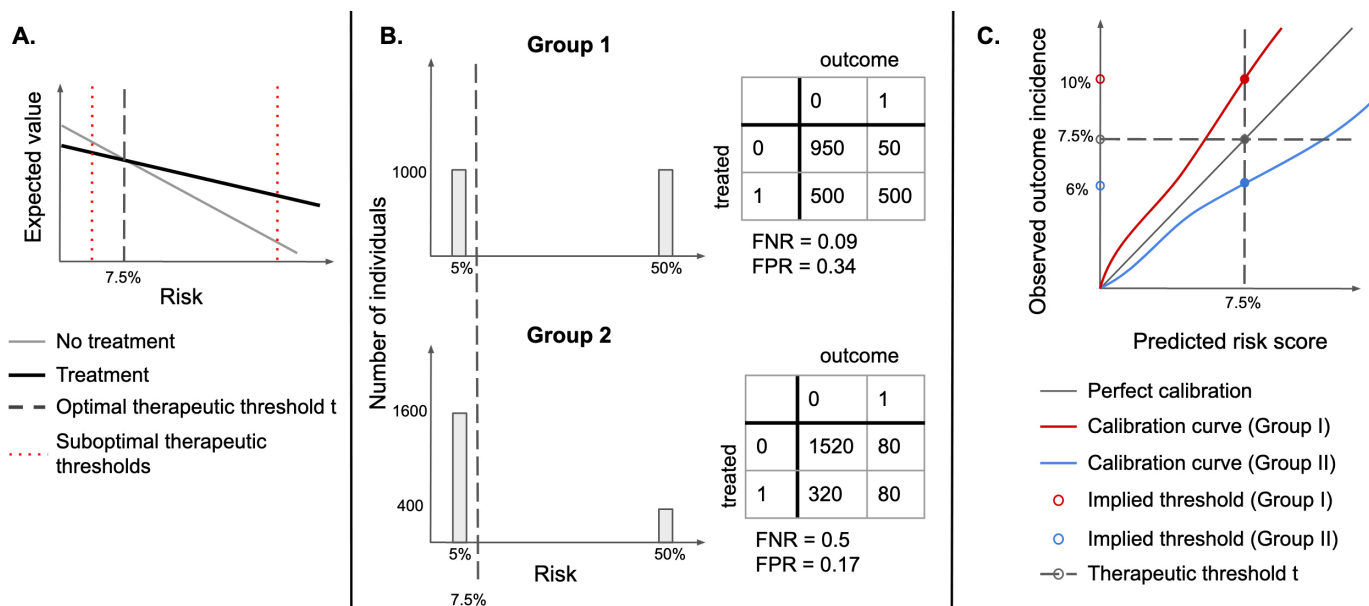 A.
Expected value
7.5%
Risk
No treatment
Treatment
Optimal therapeutic threshold t
Suboptimal therapeutic
thresholds
B.
Number of individuals
Group 1
1000
5%
50%
outcome
treated
0 1
0 950 50
1 500 500
FNR = 0.09
FPR = 0.34
Group 2
1600
400
5%
50%
Risk
7.5%
outcome
treated
0 1
0 1520 80
1 320 80
FNR = 0.5
FPR = 0.17
C.
Observed outcome incidence
10%
7.5%
6%
7.5%
Predicted risk score
Perfect calibration
Calibration curve (Group I)
Calibration curve (Group II)
Implied threshold (Group I)
Implied threshold (Group II)
Therapeutic threshold t